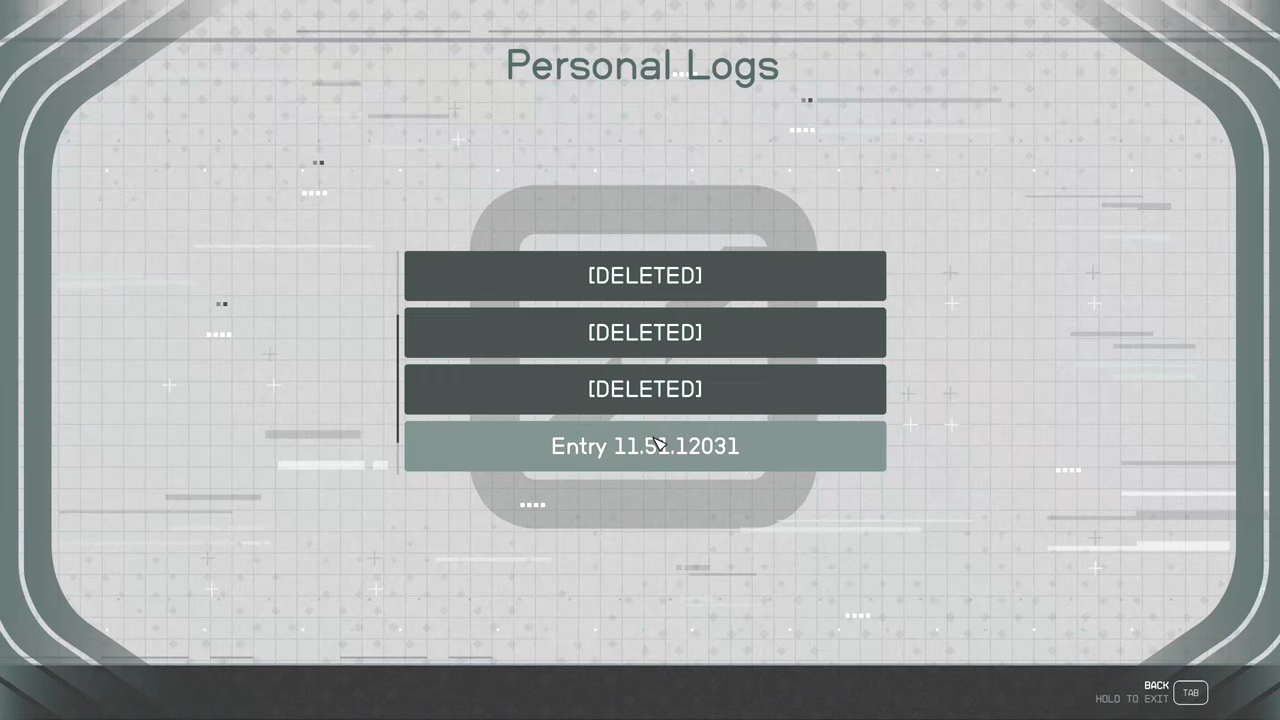 Personal Logs
[DELETED]
[DELETED]
[DELETED]
Entry
BACK
HOLD TO EXIT
TAB